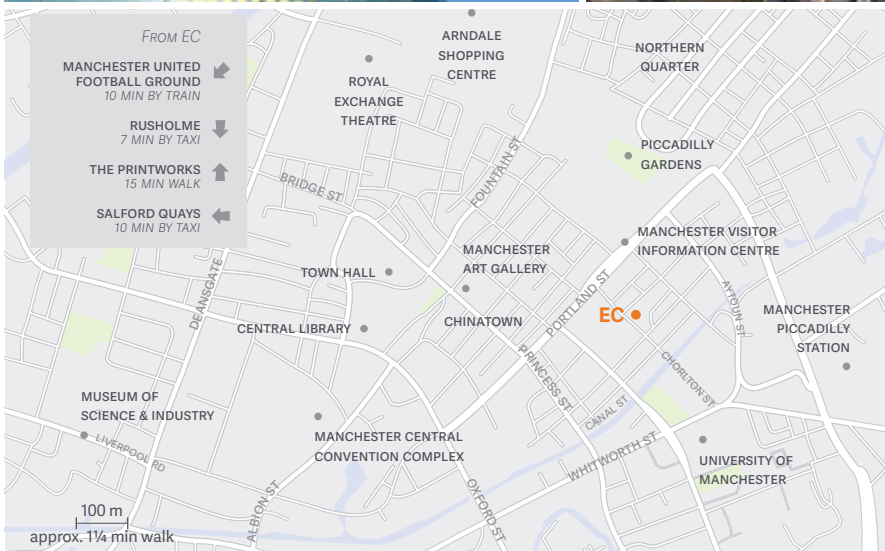 FROM EC
MANCHESTER UNITED
FOOTBALL GROUND
10 MIN BY TRAIN
RUSHOLME
7 MIN BY TAXI
THE PRINTWORKS
15 MIN WALK
SALFORD QUAYS
10 MIN BY TAXI
ARNDALE
SHOPPING
CENTRE
NORTHERN
QUARTER
ROYAL
EXCHANGE
THEATRE
PICCADILLY
GARDENS
FOUNTAIN ST
BRIDGE ST
MANCHESTER VISITOR
INFORMATION CENTRE
MANCHESTER
ART GALLERY
TOWN HALL
DEANSGATE
PORTLAND ST
AYTOUN ST
EC
MANCHESTER
PICCADILLY
STATION
CHINATOWN
CENTRAL LIBRARY
PRINCESS ST
CHORLTON ST
MUSEUM OF
SCIENCE & INDUSTRY
CANAL ST
LIVERPOOL RD
MANCHESTER CENTRAL
CONVENTION COMPLEX
WHITWORTH ST
UNIVERSITY OF
MANCHESTER
ALBION ST
OXFORD ST
100 m
approx. 1¼ min walk